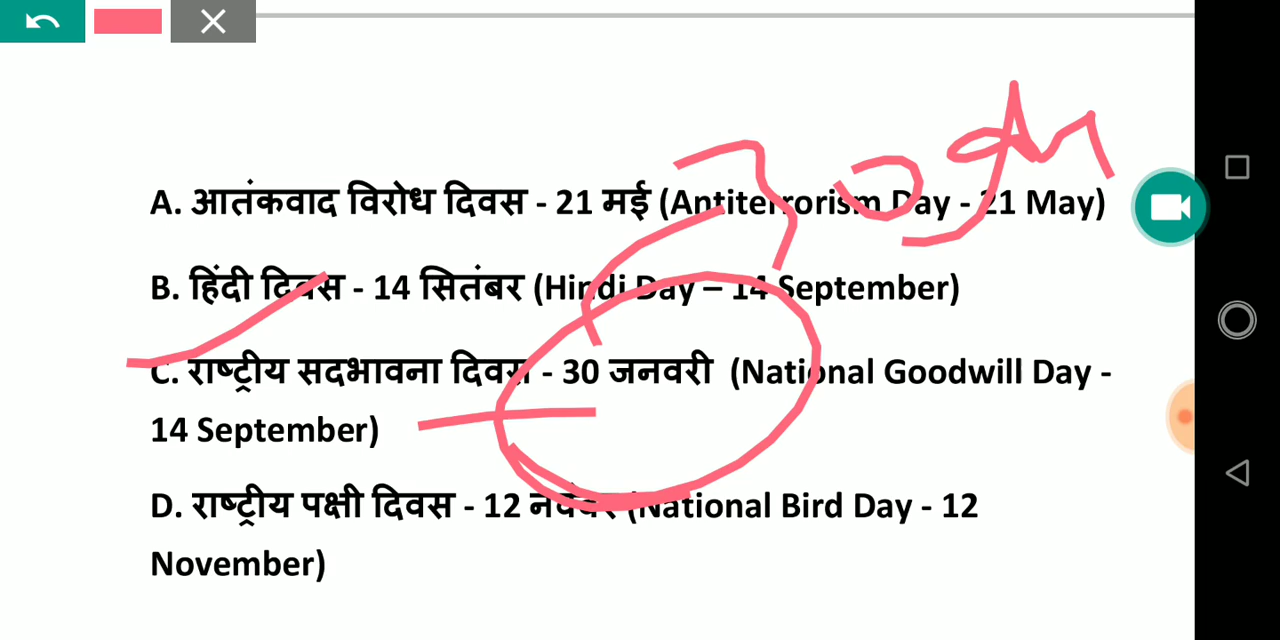 A. आतंकवाद विरोध दिवस - 21 मई (Antiterrorism Day - 21 May)
B. हिंदी दिवस - 14 सितंबर (Hindi Day – 14 September)
C. राष्ट्रीय सदभावना दिवस - 30 जनवरी (National Goodwill Day -
14 September)
D. राष्ट्रीय पक्षी दिवस - 12 नवंबर (National Bird Day - 12
November)